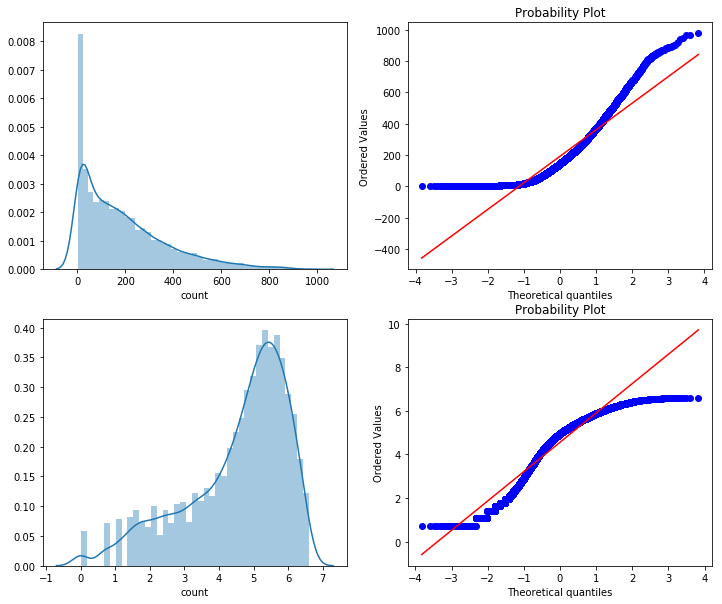 0.008
0.007
0.006
0.005
0.004
0.003
0.002
0.001
0.000
0 200 400 600 800 1000
count
Probability Plot
1000
800
600
400
200
0
−200
−400
Ordered Values
−4 −3 −2 −1 0 1 2 3 4
Theoretical quantiles
0.40
0.35
0.30
0.25
0.20
0.15
0.10
0.05
0.00
−1 0 1 2 3 4 5 6 7
count
Probability Plot
10
8
6
4
2
0
Ordered Values
−4 −3 −2 −1 0 1 2 3 4
Theoretical quantiles